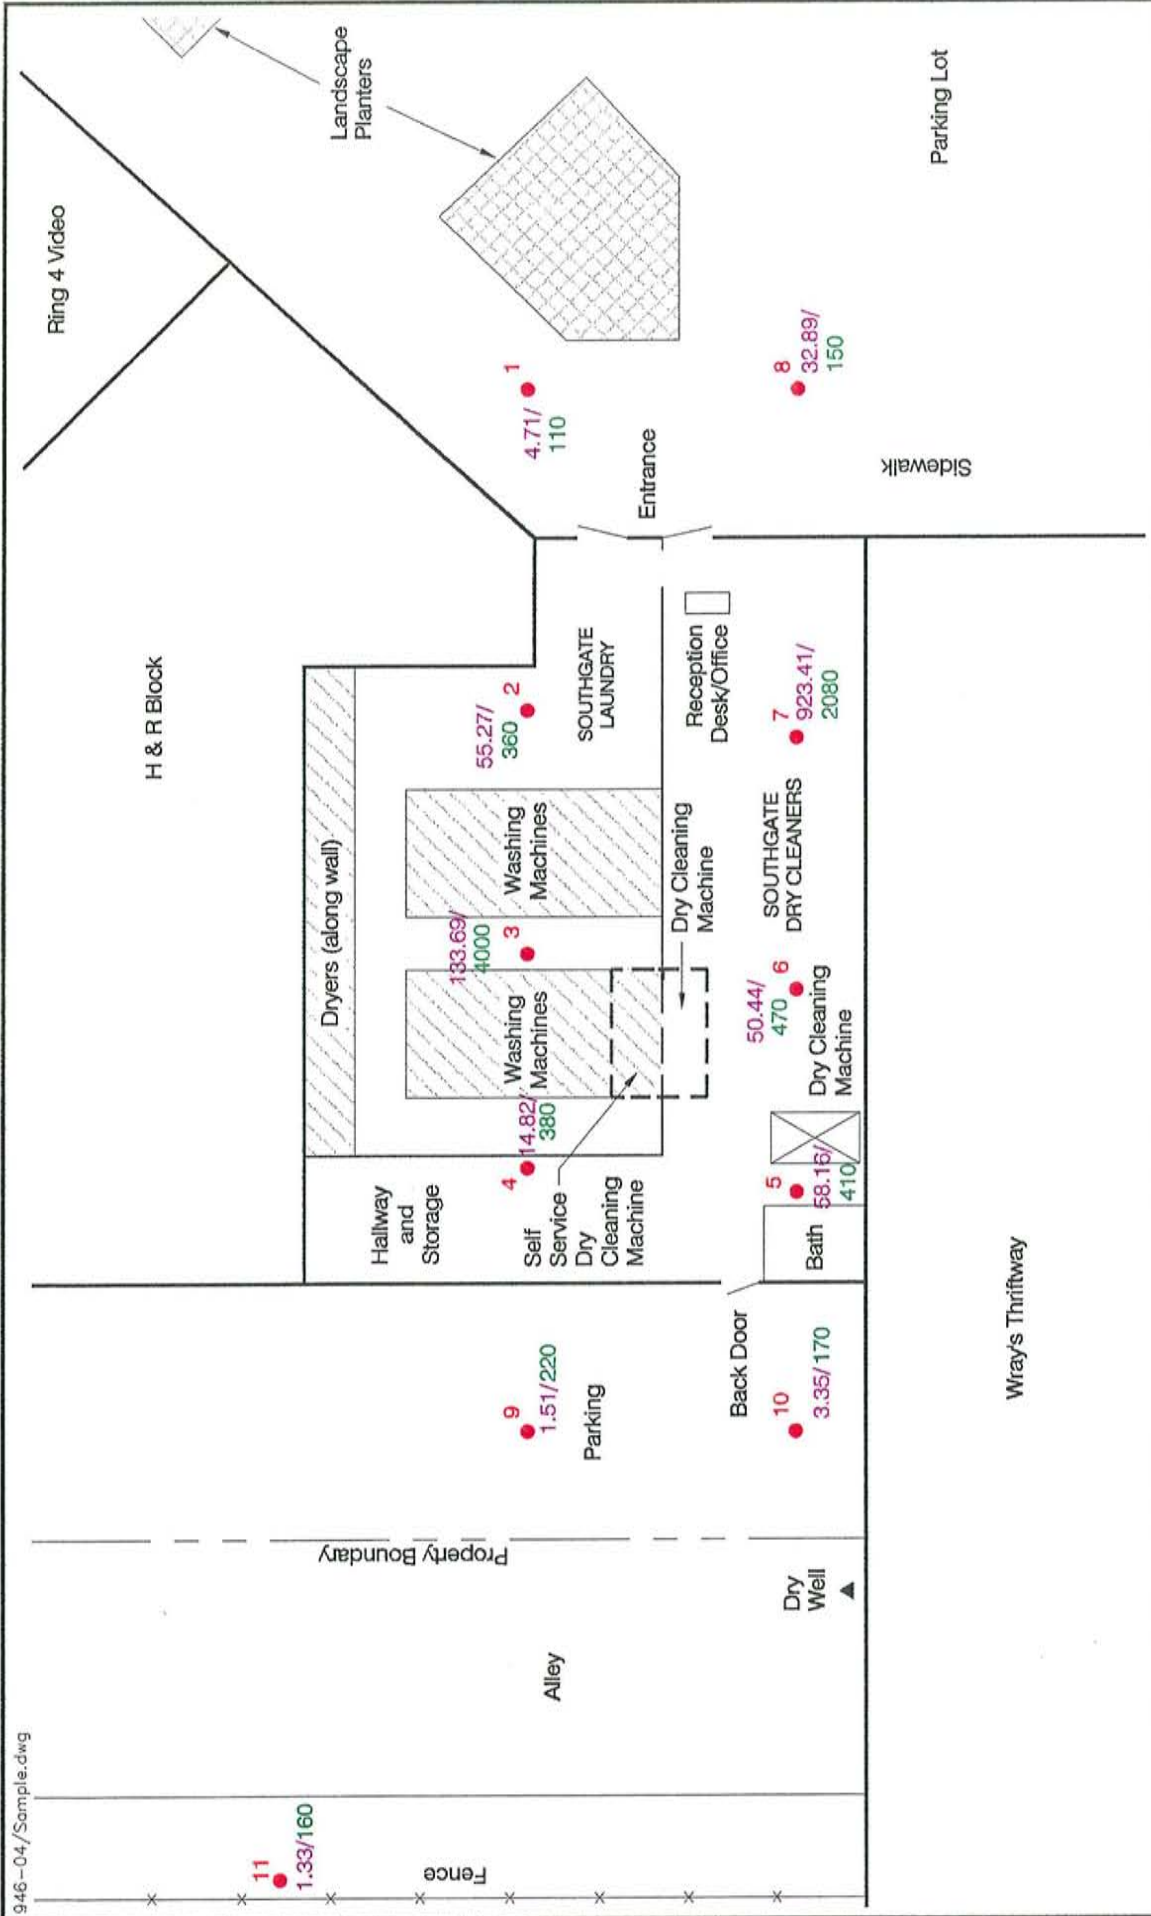 946-04/Sample.dwg
Ring 4 Video
Landscape
Planters
Parking Lot
H & R Block
1
4.71/
110
8
32.89/
150
Entrance
Sidewalk
Dryers (along wall)
2
55.27/
360
SOUTHGATE
LAUNDRY
Reception
Desk/Office
7
923.41/
2080
Washing
Machines
133.69/
4000
3
Dry Cleaning
Machine
SOUTHGATE
DRY CLEANERS
Washing
Machines
50.44/
470
6
Dry Cleaning
Machine
4
14.82/
380
Hallway
and
Storage
Self
Service
Dry
Cleaning
Machine
5
58.16/
410
Bath
Back Door
9
1.51/220
Parking
10
3.35/170
Wray's Thriftway
Property Boundary
Dry
Well
Alley
11
1.33/160
Fence